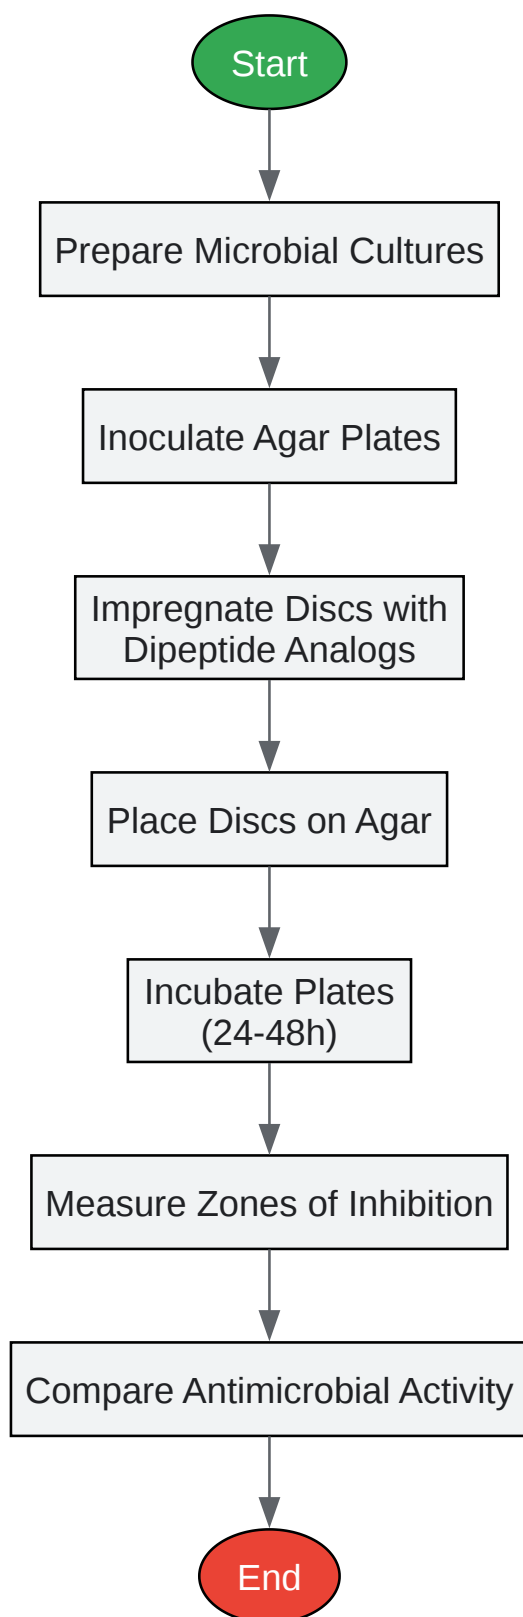 Start
Prepare Microbial Cultures
Inoculate Agar Plates
Impregnate Discs with
Dipeptide Analogs
Place Discs on Agar
Incubate Plates
(24-48h)
Measure Zones of Inhibition
Compare Antimicrobial Activity
End